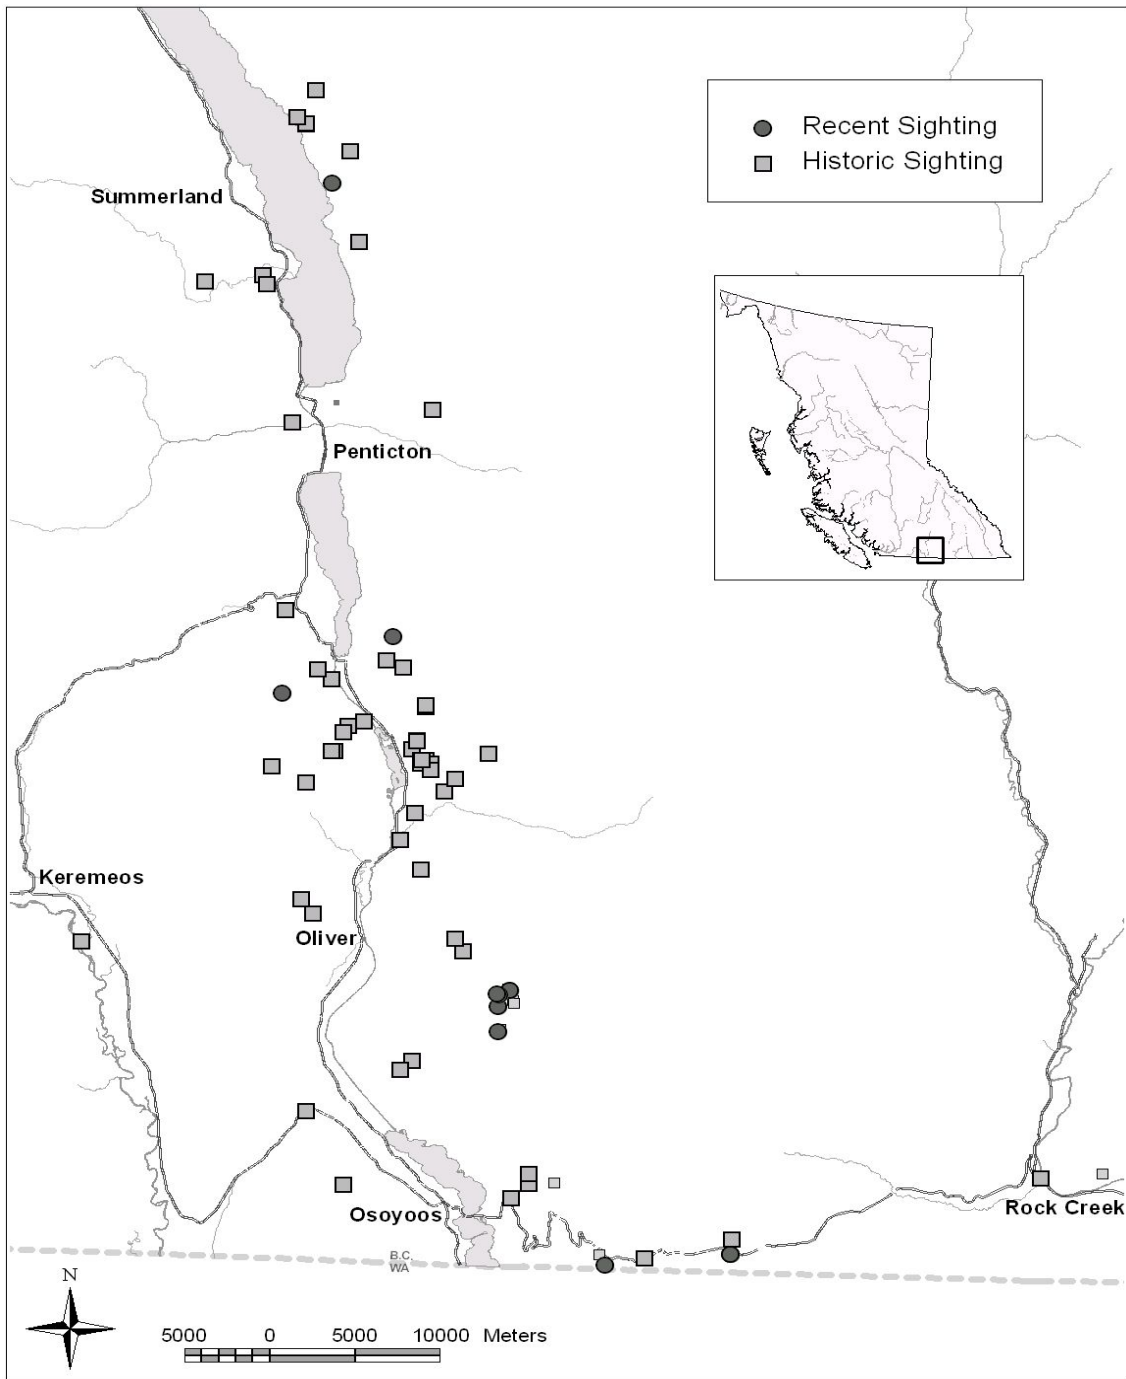 Recent Sighting
Historic Sighting
Summerland
Penticton
Keremeos
Oliver
Osoyoos
Rock Creek
B.C.
WA
N
5000 0 5000 10000 Meters